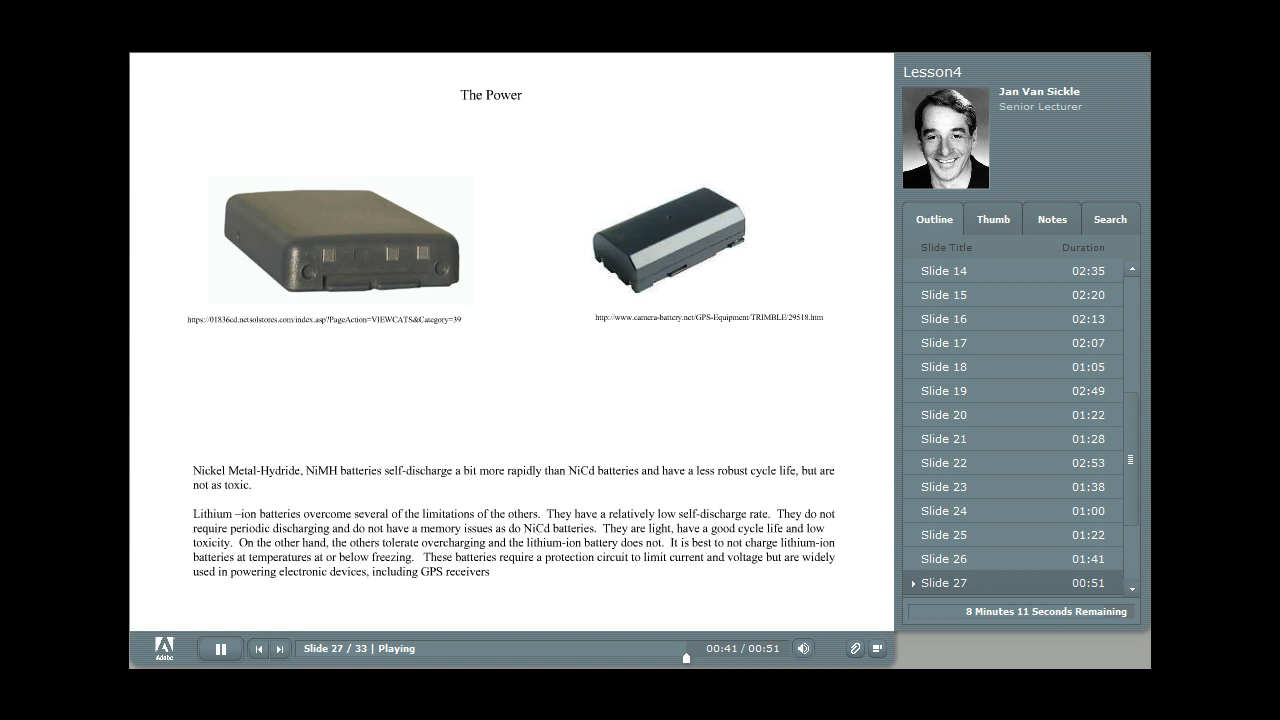 The Power
https://01836cd.netsolstores.com/index.asp?PageAction=VIEWCATS&Category=39
http://www.camera-battery.net/GPS-Equipment/TRIMBLE/29518.htm
Nickel Metal-Hydride, NiMH batteries self-discharge a bit more rapidly than NiCd batteries and have a less robust cycle life, but are
not as toxic.
Lithium –ion batteries overcome several of the limitations of the others.  They have a relatively low self-discharge rate.  They do not
require periodic discharging and do not have a memory issues as do NiCd batteries.  They are light, have a good cycle life and low
toxicity.  On the other hand, the others tolerate overcharging and the lithium-ion battery does not.  It is best to not charge lithium-ion
batteries at temperatures at or below freezing.   These batteries require a protection circuit to limit current and voltage but are widely
used in powering electronic devices, including GPS receivers
Lesson4
Jan Van Sickle
Senior Lecturer
Outline Thumb Notes Search
Slide Title Duration
Slide 14 02:35
Slide 15 02:20
Slide 16 02:13
Slide 17 02:07
Slide 18 01:05
Slide 19 02:49
Slide 20 01:22
Slide 21 01:28
Slide 22 02:53
Slide 23 01:38
Slide 24 01:00
Slide 25 01:22
Slide 26 01:41
Slide 27 00:51
8 Minutes 11 Seconds Remaining
Adobe
Slide 27 / 33 | Playing
00:41 / 00:51